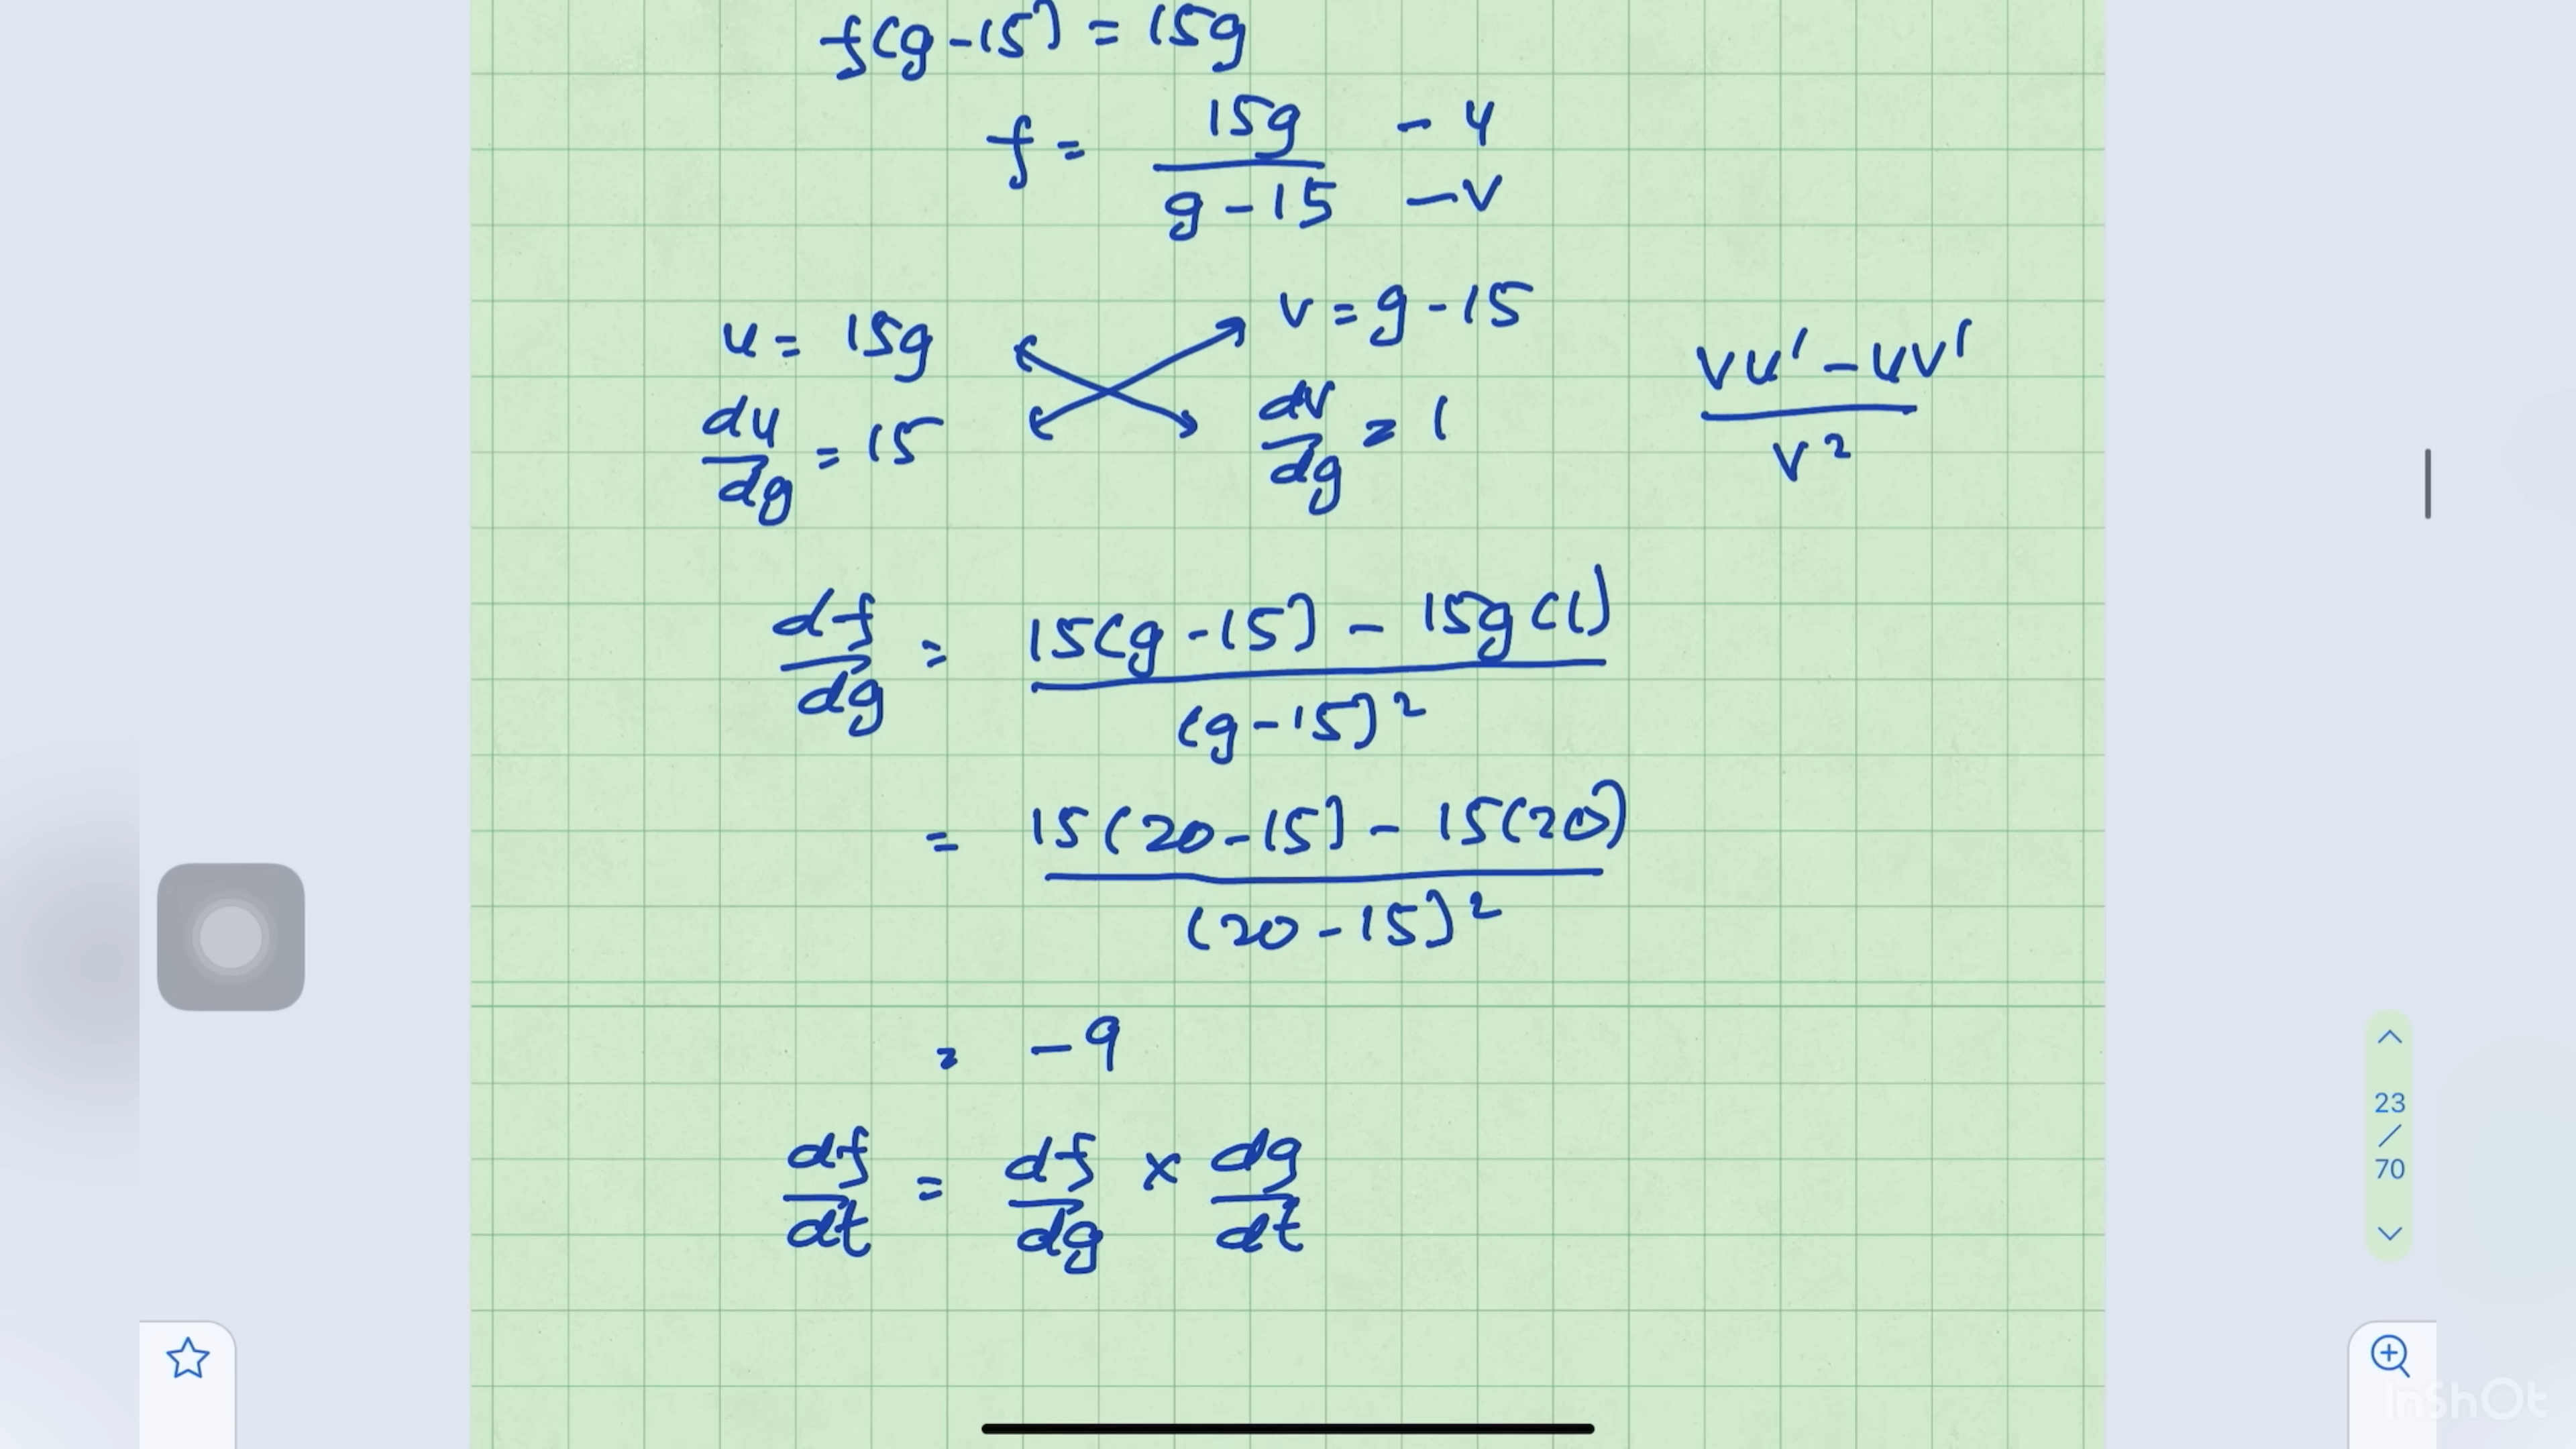 f(g-15) = 15g
f = 15g/(g-15) - u - v
u = 15g
v = g-15
du/dg = 15
dv/dg = 1
(vu' - uv')/v²
df/dg = (15(g-15) - 15g(1))/(g-15)²
= (15(20-15) - 15(20))/(20-15)²
= -9
df/dt = df/dg × dg/dt
23
/
70
InShOt